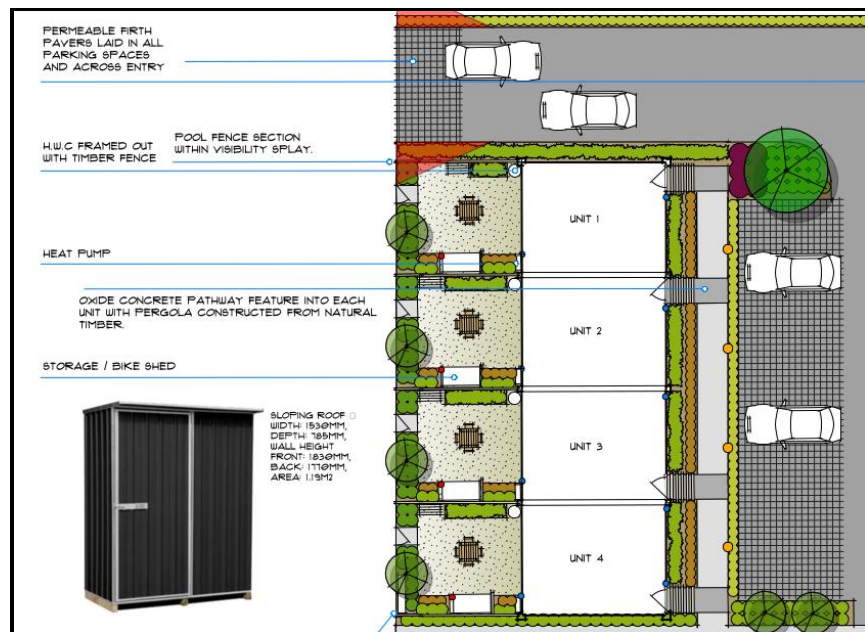 PERMEABLE FIRTH
PAVERS LAID IN ALL
PARKING SPACES
AND ACROSS ENTRY
H.W.C FRAMED OUT
WITH TIMBER FENCE
POOL FENCE SECTION
WITHIN VISIBILITY SPLAY.
UNIT 1
HEAT PUMP
OXIDE CONCRETE PATHWAY FEATURE INTO EACH
UNIT WITH PERGOLA CONSTRUCTED FROM NATURAL
TIMBER.
UNIT 2
STORAGE / BIKE SHED
SLOPING ROOF
WIDTH: 1530MM,
DEPTH: 785MM,
WALL HEIGHT
FRONT: 1830MM,
BACK: 1770MM,
AREA: 1.19M2
UNIT 3
UNIT 4